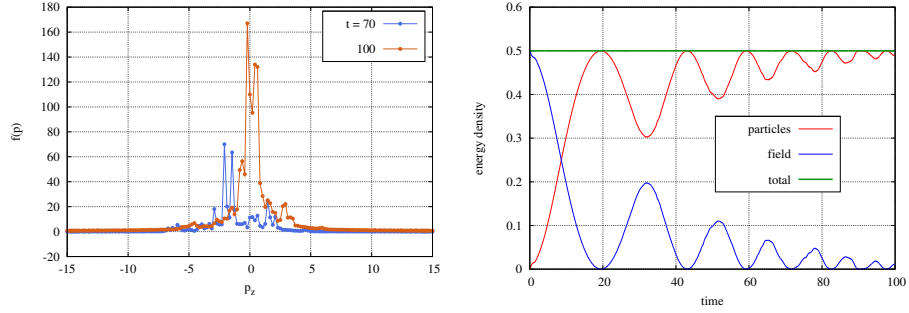 180
160
140
120
100
80
60
40
20
0
-20
f(p)
t = 70
100
-15 -10 -5 0 5 10 15
p_z
0.6
0.5
0.4
0.3
0.2
0.1
0
energy density
particles
field
total
0 20 40 60 80 100
time